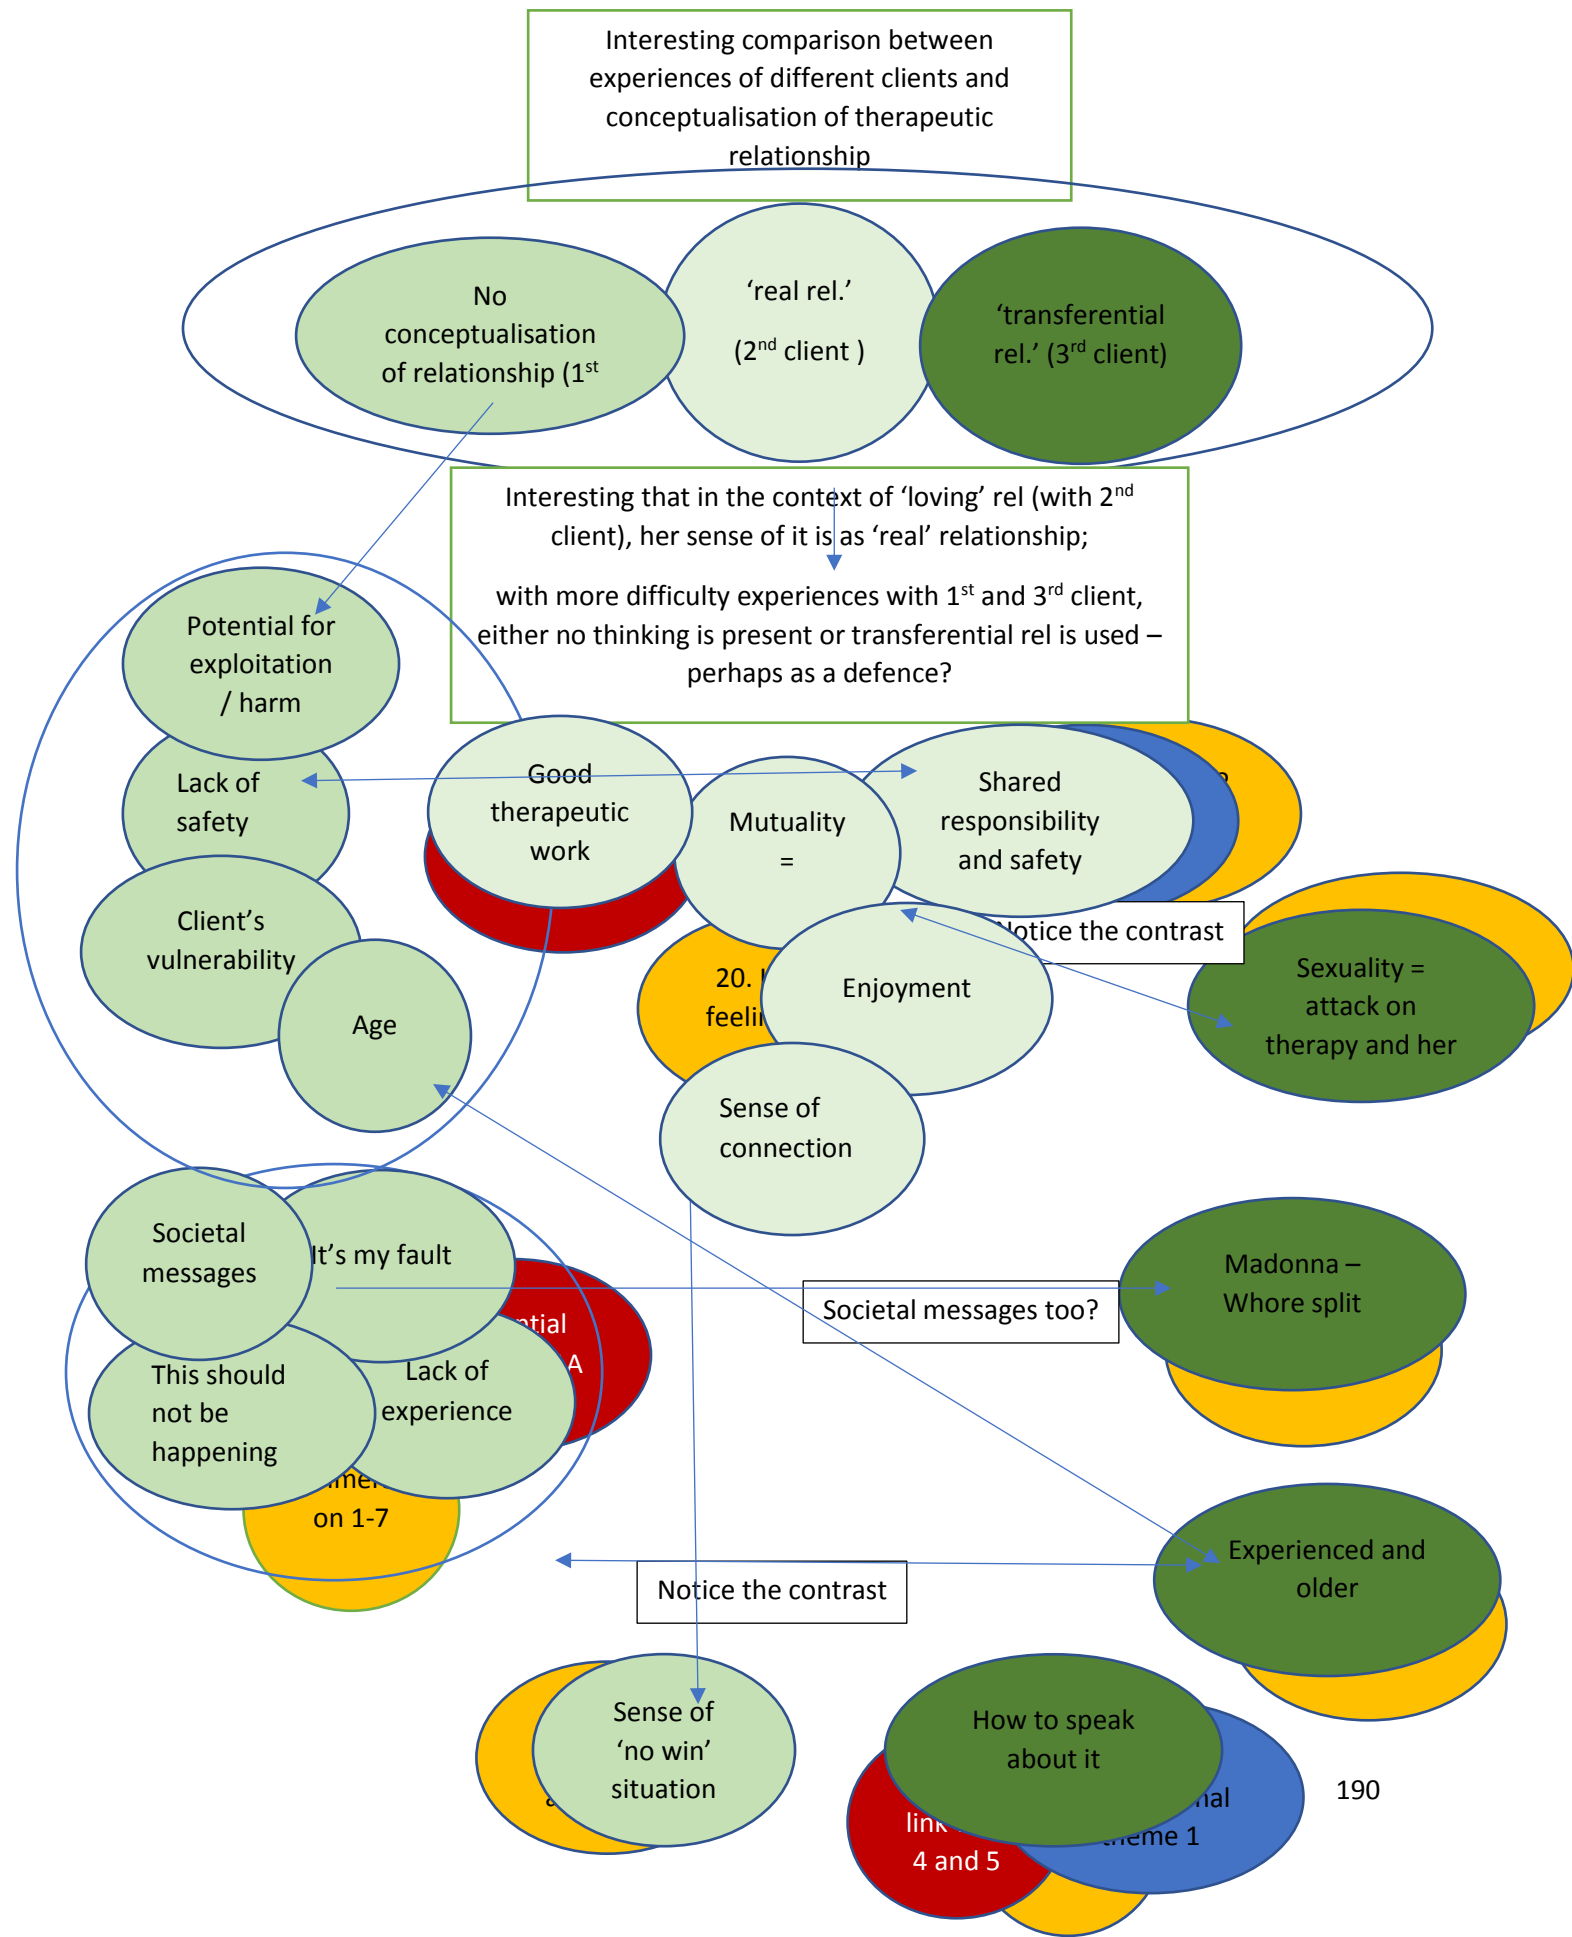 Interesting comparison between
experiences of different clients and
conceptualisation of therapeutic
relationship
No
conceptualisation
of relationship (1st
‘real rel.’
(2nd client )
‘transferential
rel.’ (3rd client)
Interesting that in the context of ‘loving’ rel (with 2nd
client), her sense of it is as ‘real’ relationship;
with more difficulty experiences with 1st and 3rd client,
either no thinking is present or transferential rel is used –
perhaps as a defence?
Potential for
exploitation
/ harm
Lack of
safety
Good
therapeutic
work
Mutuality
=
Shared
responsibility
and safety
Client’s
vulnerability
Age
20.
Enjoyment
Notice the contrast
Sexuality =
attack on
therapy and her
Sense of
connection
Societal
messages
It’s my fault
This should
not be
happening
Lack of
experience
on 1-7
Societal messages too?
Madonna –
Whore split
Notice the contrast
Experienced and
older
Sense of
‘no win’
situation
How to speak
about it
link
4 and 5
theme 1
190